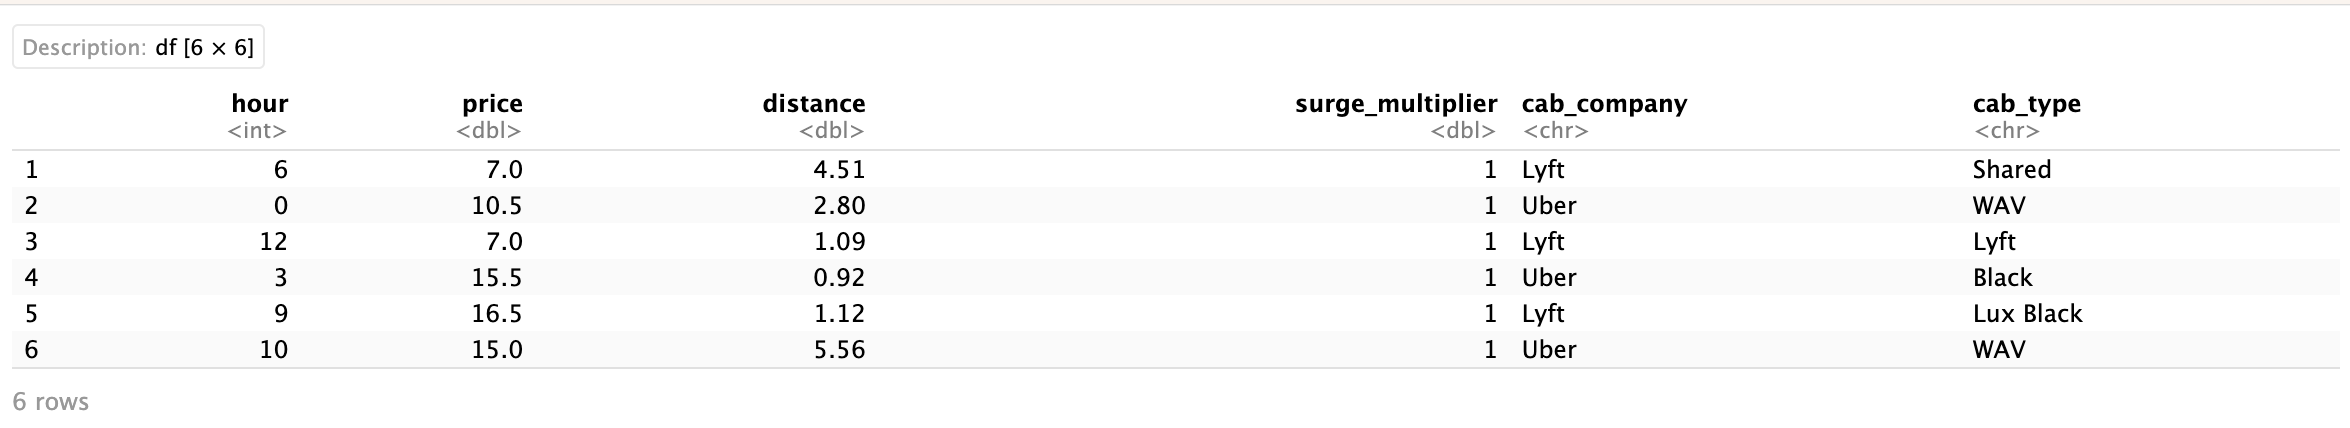 Description: df [6 × 6]
hour price distance surge_multiplier cab_company cab_type
<int> <dbl> <dbl> <dbl> <chr> <chr>
1 6 7.0 4.51 1 Lyft Shared
2 0 10.5 2.80 1 Uber WAV
3 12 7.0 1.09 1 Lyft Lyft
4 3 15.5 0.92 1 Uber Black
5 9 16.5 1.12 1 Lyft Lux Black
6 10 15.0 5.56 1 Uber WAV
6 rows